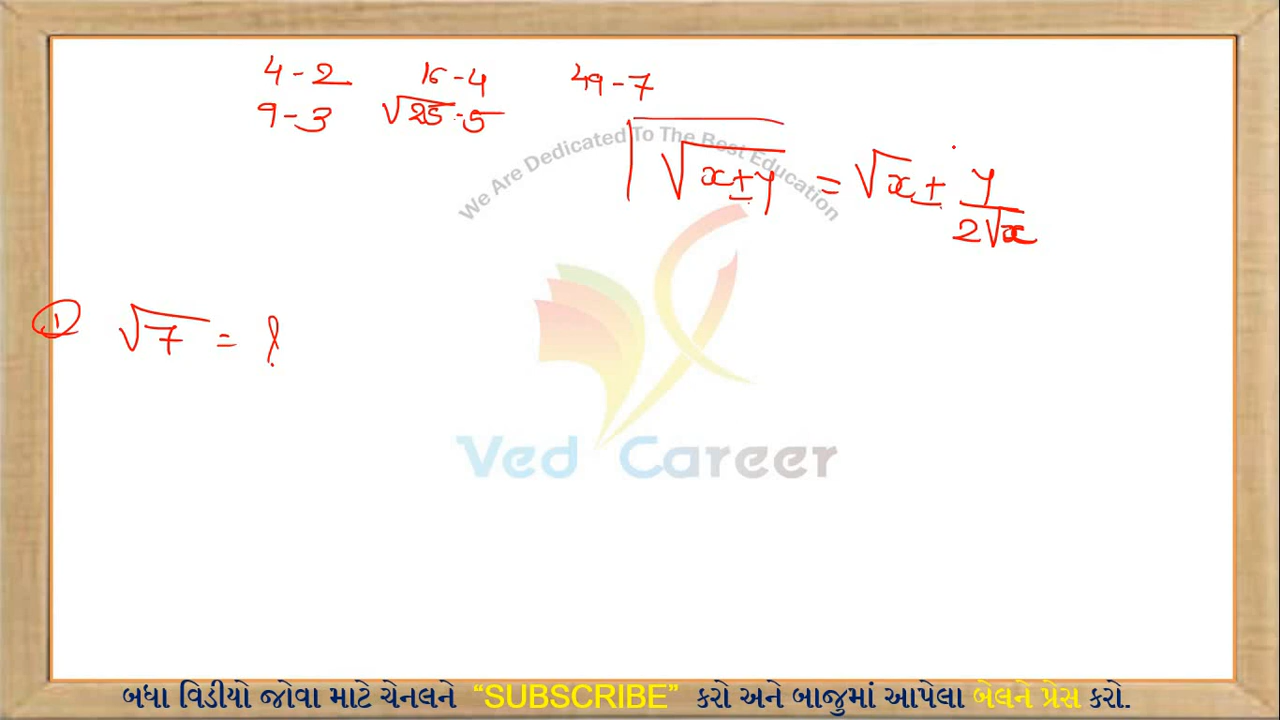 4 - 2 16 - 4 49 - 7
9 - 3 √25 - 5
We Are Dedicated To The Best Education
√x±y = √x ± y/2√x
① √7 = ?
Ved Career
બધા વિડીયો જોવા માટે ચેનલને “SUBSCRIBE” કરો અને બાજુમાં આપેલા બેલને પ્રેસ કરો.